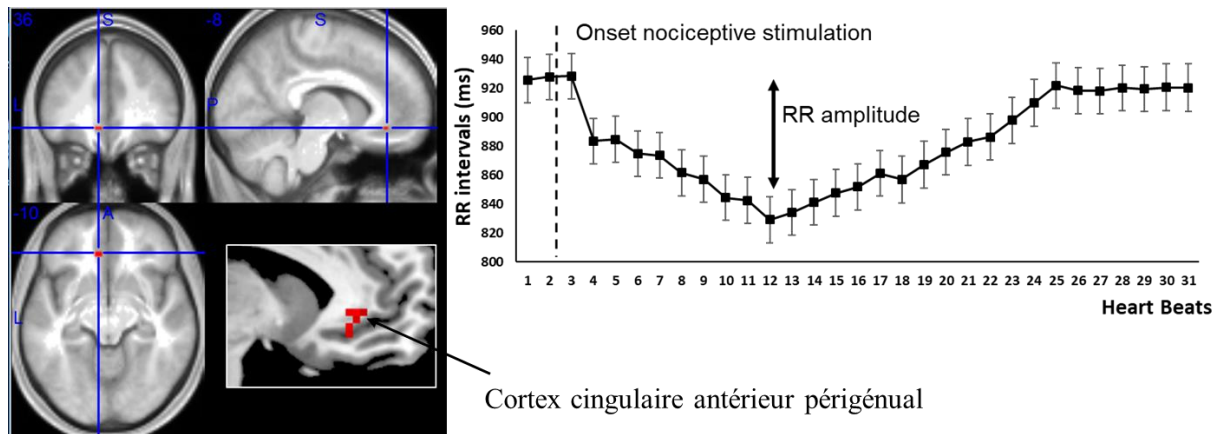 36
S
-8
S
L
P
-10
A
L
Onset nociceptive stimulation
RR amplitude
RR intervals (ms)
960
940
920
900
880
860
840
820
800
1 2 3 4 5 6 7 8 9 10 11 12 13 14 15 16 17 18 19 20 21 22 23 24 25 26 27 28 29 30 31
Heart Beats
Cortex cingulaire antérieur périgénual